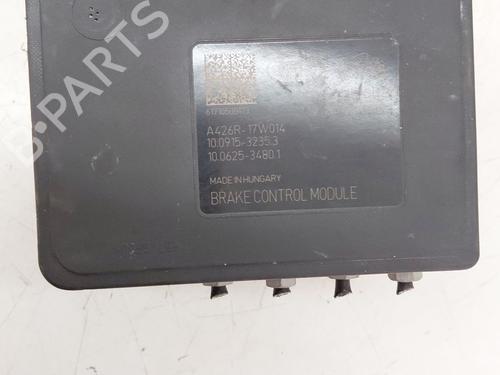 B-PARTS
A426R-17W014
10.0915-3235.3
10.0625-3480.1
MADE IN HUNGARY
BRAKE CONTROL MODULE